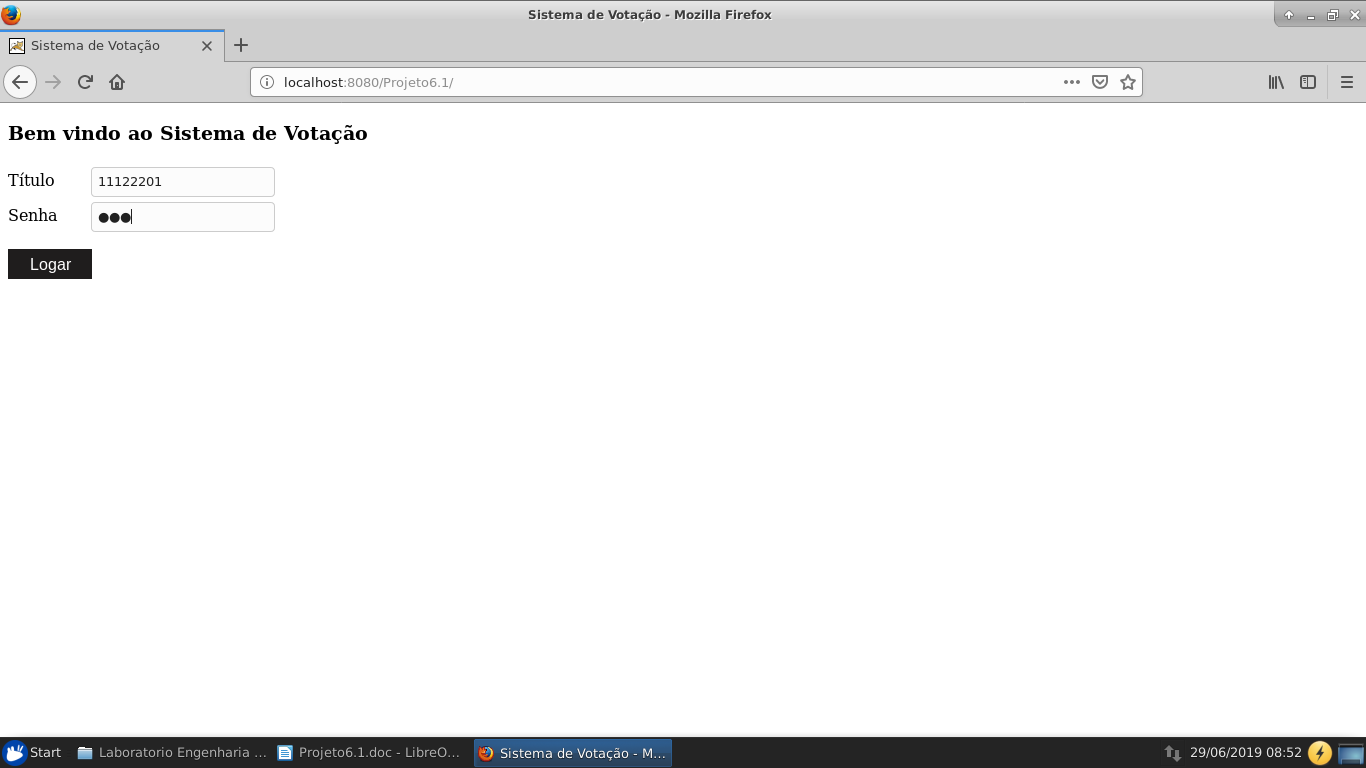 Sistema de Votação - Mozilla Firefox
Sistema de Votação
localhost:8080/Projeto6.1/
Bem vindo ao Sistema de Votação
Título 11122201
Senha ●●●
Logar
Start Laboratorio Engenharia ... Projeto6.1.doc - LibreO... Sistema de Votação - M... 29/06/2019 08:52